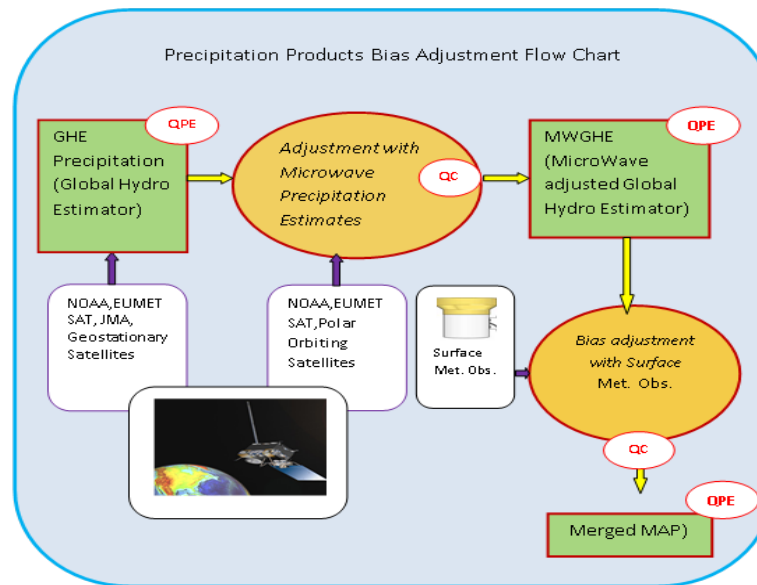 Precipitation Products Bias Adjustment Flow Chart
QPE
GHE
Precipitation
(Global Hydro
Estimator)
Adjustment with
Microwave
Precipitation
Estimates
QC
QPE
MWGHE
(MicroWave
adjusted Global
Hydro Estimator)
NOAA,EUMET
SAT,JMA,
Geostationary
Satellites
NOAA,EUMET
SAT,Polar
Orbiting
Satellites
Surface
Met. Obs.
Bias adjustment
with Surface
Met. Obs.
QC
QPE
Merged MAP)